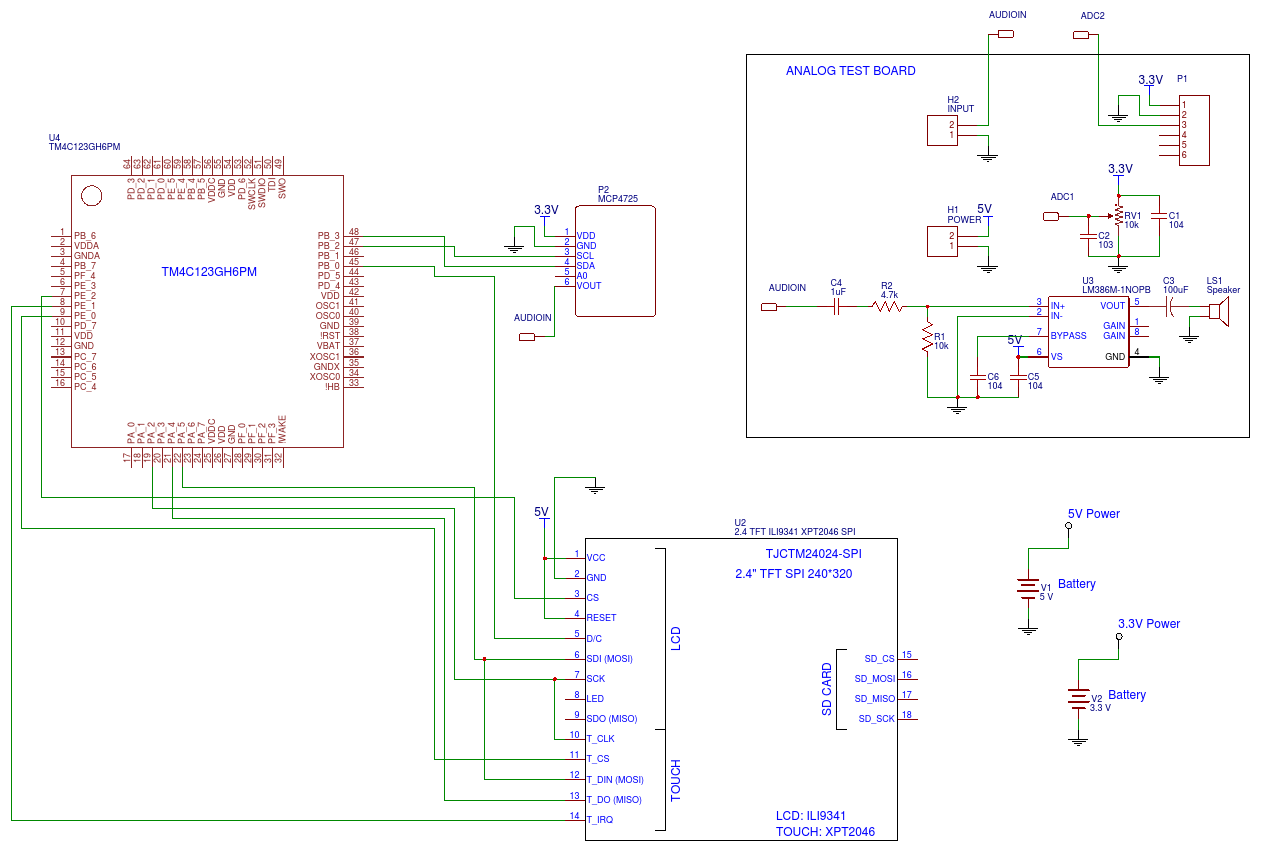 AUDIOIN
ADC2
ANALOG TEST BOARD
3.3V
P1
1
2
3
4
5
6
H2
INPUT
2
1
3.3V
ADC1
RV1
10k
C1
104
C2
103
H1
POWER
5V
2
1
U4
TM4C123GH6PM
64
63
62
61
60
59
58
57
56
55
54
53
52
51
50
49
PD_3
PD_2
PD_1
PD_0
PE_5
PE_4
PB_4
PB_5
VDDC
GND
VDD
PD_6
SWCLK
SWDIO
TDI
SWO
1 PB_6
2 VDDA
3 GNDA
4 PB_7
5 PF_4
6 PE_3
7 PE_2
8 PE_1
9 PE_0
10 PD_7
11 VDD
12 GND
13 PC_7
14 PC_6
15 PC_5
16 PC_4
TM4C123GH6PM
PB_3 48
PB_2 47
PB_1 46
PB_0 45
PD_5 44
PD_4 43
VDD 42
OSC1 41
OSC0 40
GND 39
!RST 38
VBAT 37
XOSC1 36
GNDX 35
XOSC0 34
!HB 33
PA_0
PA_1
PA_2
PA_3
PA_4
PA_5
PA_6
PA_7
VDDC
VDD
GND
PF_0
PF_1
PF_2
PF_3
!WAKE
17
18
19
20
21
22
23
24
25
26
27
28
29
30
31
32
P2
MCP4725
3.3V
1 VDD
2 GND
3 SCL
4 SDA
5 A0
6 VOUT
AUDIOIN
AUDIOIN
C4
1uF
R2
4.7k
R1
10k
U3
LM386M-1NOPB
3 IN+
2 IN-
7 BYPASS
6 VS
VOUT 5
GAIN 1
GAIN 8
GND 4
5V
C6
104
C5
104
C3
100uF
LS1
Speaker
5V
U2
2.4 TFT ILI9341 XPT2046 SPI
TJCTM24024-SPI
2.4" TFT SPI 240*320
1 VCC
2 GND
3 CS
4 RESET
5 D/C
6 SDI (MOSI)
7 SCK
8 LED
9 SDO (MISO)
10 T_CLK
11 T_CS
12 T_DIN (MOSI)
13 T_DO (MISO)
14 T_IRQ
LCD
TOUCH
SD CARD
SD_CS 15
SD_MOSI 16
SD_MISO 17
SD_SCK 18
LCD: ILI9341
TOUCH: XPT2046
5V Power
V1
5 V
Battery
3.3V Power
V2
3.3 V
Battery